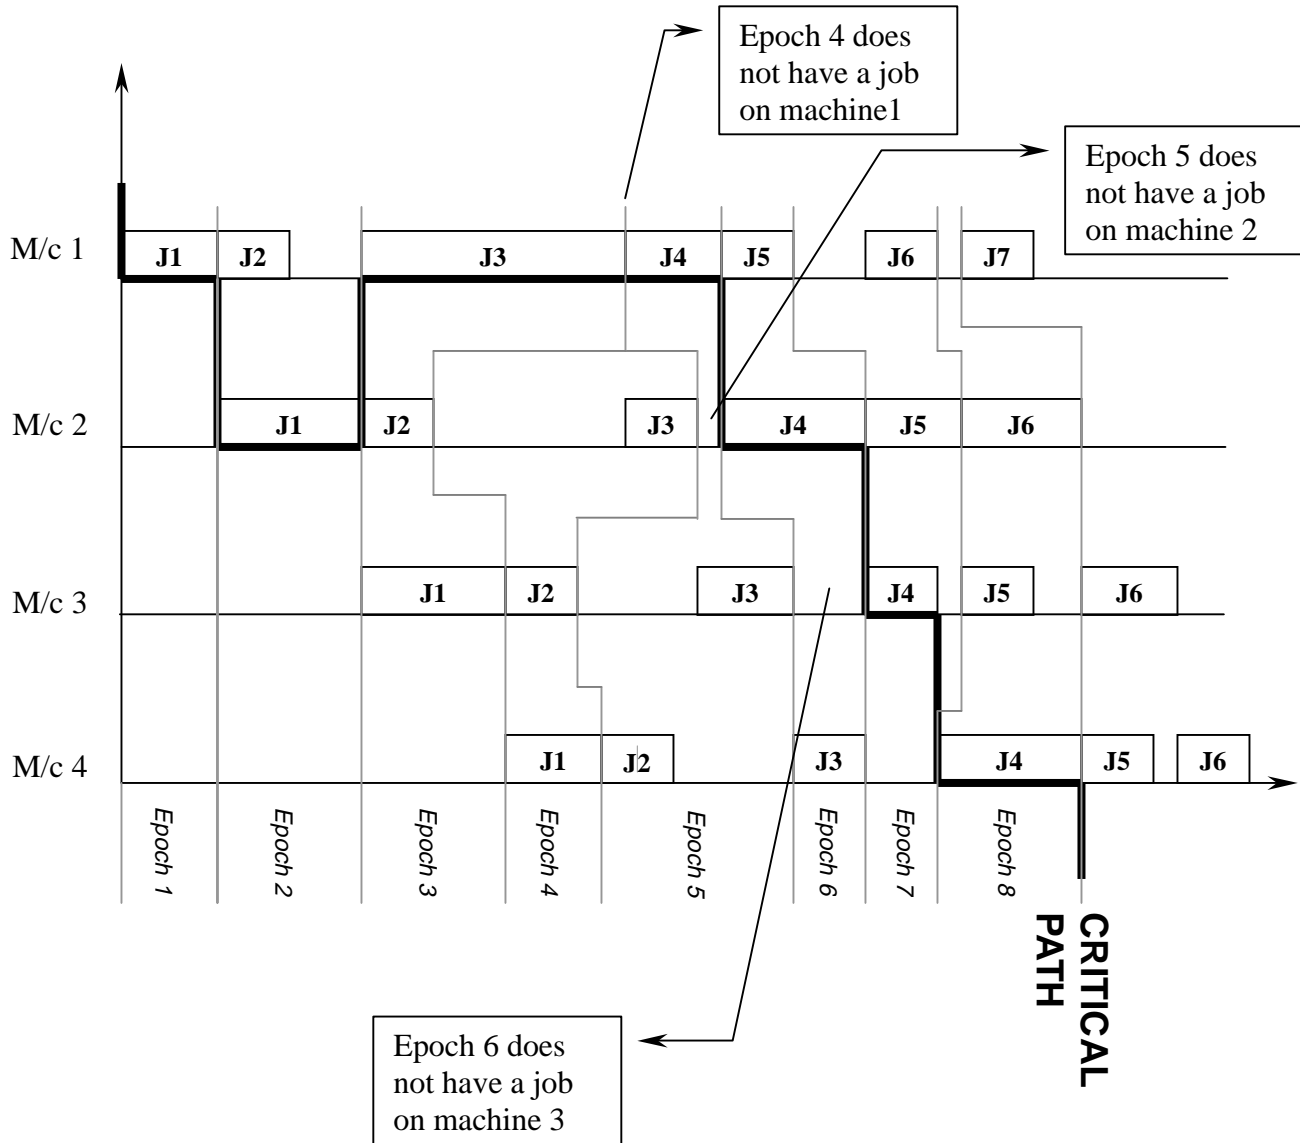 Epoch 4 does
not have a job
on machine1
Epoch 5 does
not have a job
on machine 2
M/c 1
J1
J2
J3
J4
J5
J6
J7
M/c 2
J1
J2
J3
J4
J5
J6
M/c 3
J1
J2
J3
J4
J5
J6
M/c 4
J1
J2
J3
J4
J5
J6
Epoch 1
Epoch 2
Epoch 3
Epoch 4
Epoch 5
Epoch 6
Epoch 7
Epoch 8
CRITICAL
PATH
Epoch 6 does
not have a job
on machine 3